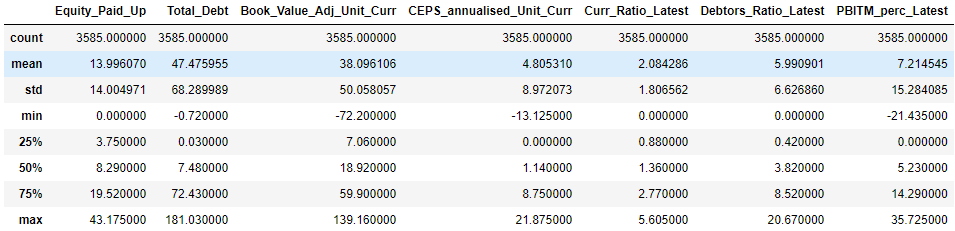 Equity_Paid_Up Total_Debt Book_Value_Adj_Unit_Curr CEPS_annualised_Unit_Curr Curr_Ratio_Latest Debtors_Ratio_Latest PBITM_perc_Latest
count 3585.000000 3585.000000 3585.000000 3585.000000 3585.000000 3585.000000 3585.000000
mean 13.996070 47.475955 38.096106 4.805310 2.084286 5.990901 7.214545
std 14.004971 68.289989 50.058057 8.972073 1.806562 6.626860 15.284085
min 0.000000 -0.720000 -72.200000 -13.125000 0.000000 0.000000 -21.435000
25% 3.750000 0.030000 7.060000 0.000000 0.880000 0.420000 0.000000
50% 8.290000 7.480000 18.920000 1.140000 1.360000 3.820000 5.230000
75% 19.520000 72.430000 59.900000 8.750000 2.770000 8.520000 14.290000
max 43.175000 181.030000 139.160000 21.875000 5.605000 20.670000 35.725000